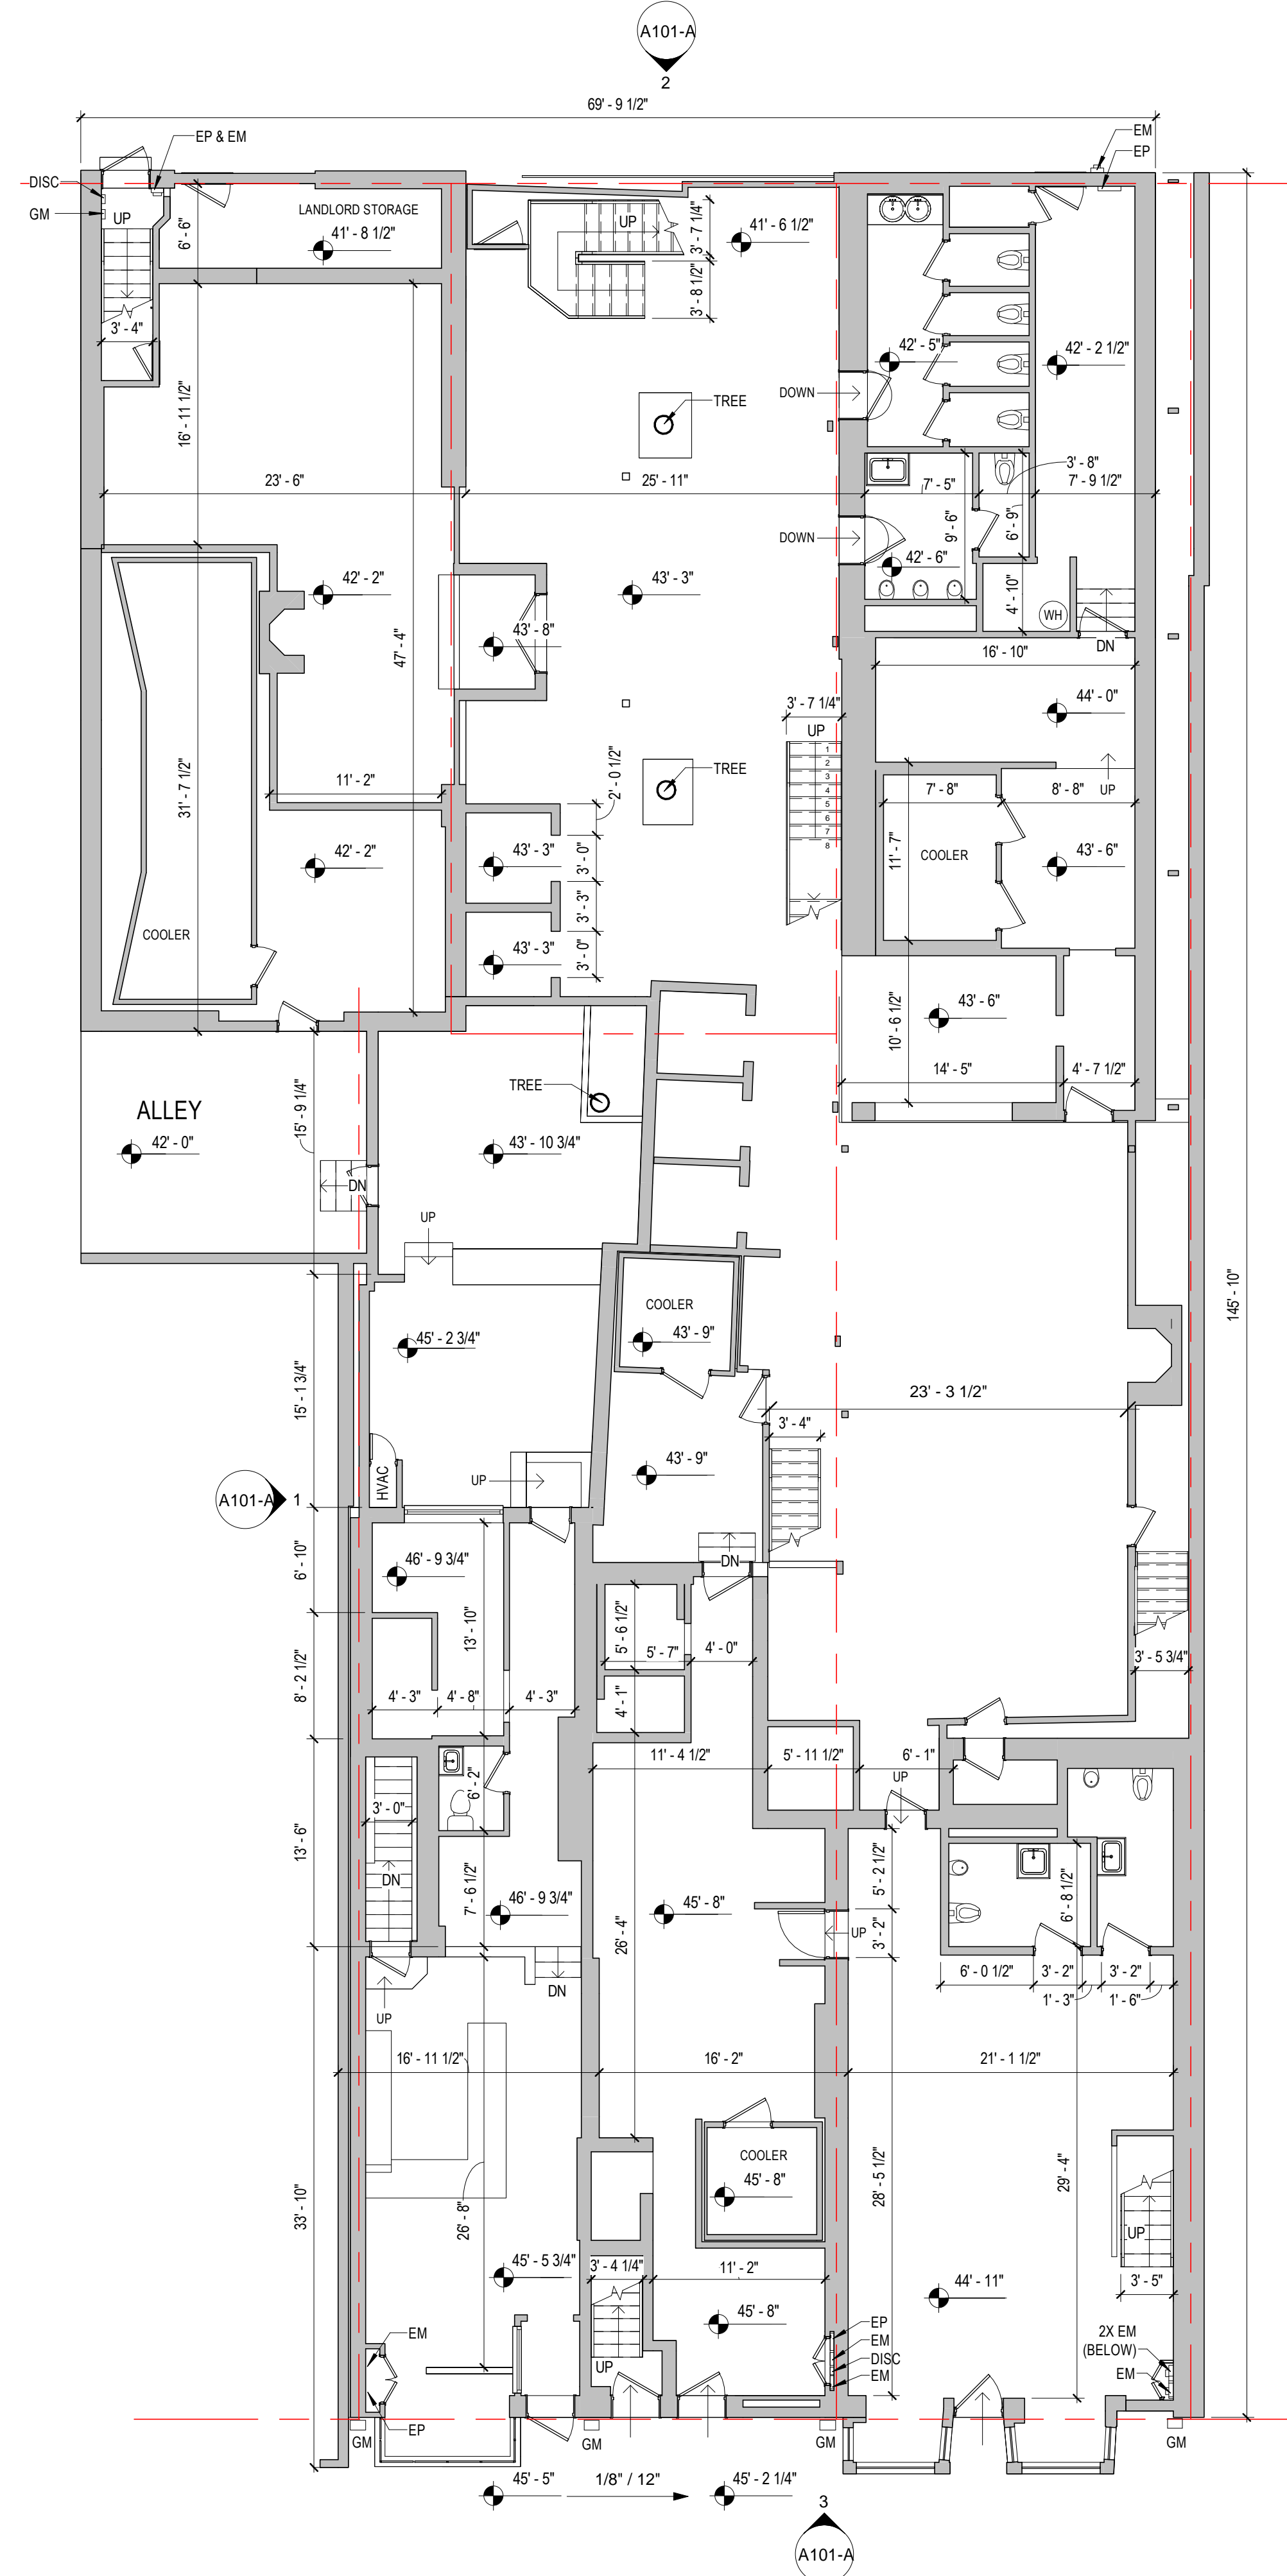 A101-A
2
69' - 9 1/2"
EP & EM
EM
EP
DISC
GM
UP
6' - 6"
LANDLORD STORAGE
41' - 8 1/2"
UP
3' - 7 1/4"
41' - 6 1/2"
3' - 8 1/2"
3' - 4"
42' - 5"
42' - 2 1/2"
16' - 11 1/2"
TREE
DOWN
23' - 6"
25' - 11"
7' - 5"
3' - 8"
7' - 9 1/2"
9' - 6"
6' - 9"
DOWN
42' - 6"
42' - 2"
43' - 3"
4' - 10"
WH
43' - 8"
47' - 4"
DN
16' - 10"
44' - 0"
3' - 7 1/4"
UP
1
2
3
4
5
6
7
8
TREE
2' - 0 1/2"
11' - 2"
31' - 7 1/2"
7' - 8"
8' - 8"
UP
11' - 7"
COOLER
43' - 6"
42' - 2"
43' - 3"
3' - 0"
3' - 3"
COOLER
43' - 3"
3' - 0"
43' - 6"
10' - 6 1/2"
14' - 5"
4' - 7 1/2"
ALLEY
42' - 0"
15' - 9 1/4"
TREE
43' - 10 3/4"
DN
UP
145' - 10"
COOLER
43' - 9"
45' - 2 3/4"
15' - 1 3/4"
23' - 3 1/2"
3' - 4"
HVAC
UP
43' - 9"
A101-A
1
DN
6' - 10"
46' - 9 3/4"
13' - 10"
5' - 6 1/2"
5' - 7"
4' - 0"
3' - 5 3/4"
8' - 2 1/2"
4' - 3"
4' - 8"
4' - 3"
4' - 1"
11' - 4 1/2"
5' - 11 1/2"
6' - 1"
UP
6' - 2"
3' - 0"
13' - 6"
DN
7' - 6 1/2"
46' - 9 3/4"
45' - 8"
26' - 4"
5' - 2 1/2"
3' - 2"
UP
6' - 8 1/2"
DN
UP
6' - 0 1/2"
3' - 2"
3' - 2"
1' - 3"
1' - 6"
16' - 11 1/2"
16' - 2"
21' - 1 1/2"
COOLER
45' - 8"
28' - 5 1/2"
29' - 4"
33' - 10"
26' - 8"
UP
45' - 5 3/4"
3' - 4 1/4"
11' - 2"
3' - 5"
44' - 11"
45' - 8"
EM
EP
EM
DISC
EM
2X EM
(BELOW)
EM
UP
EP
GM
GM
GM
GM
45' - 5"
1/8" / 12"
45' - 2 1/4"
3
A101-A